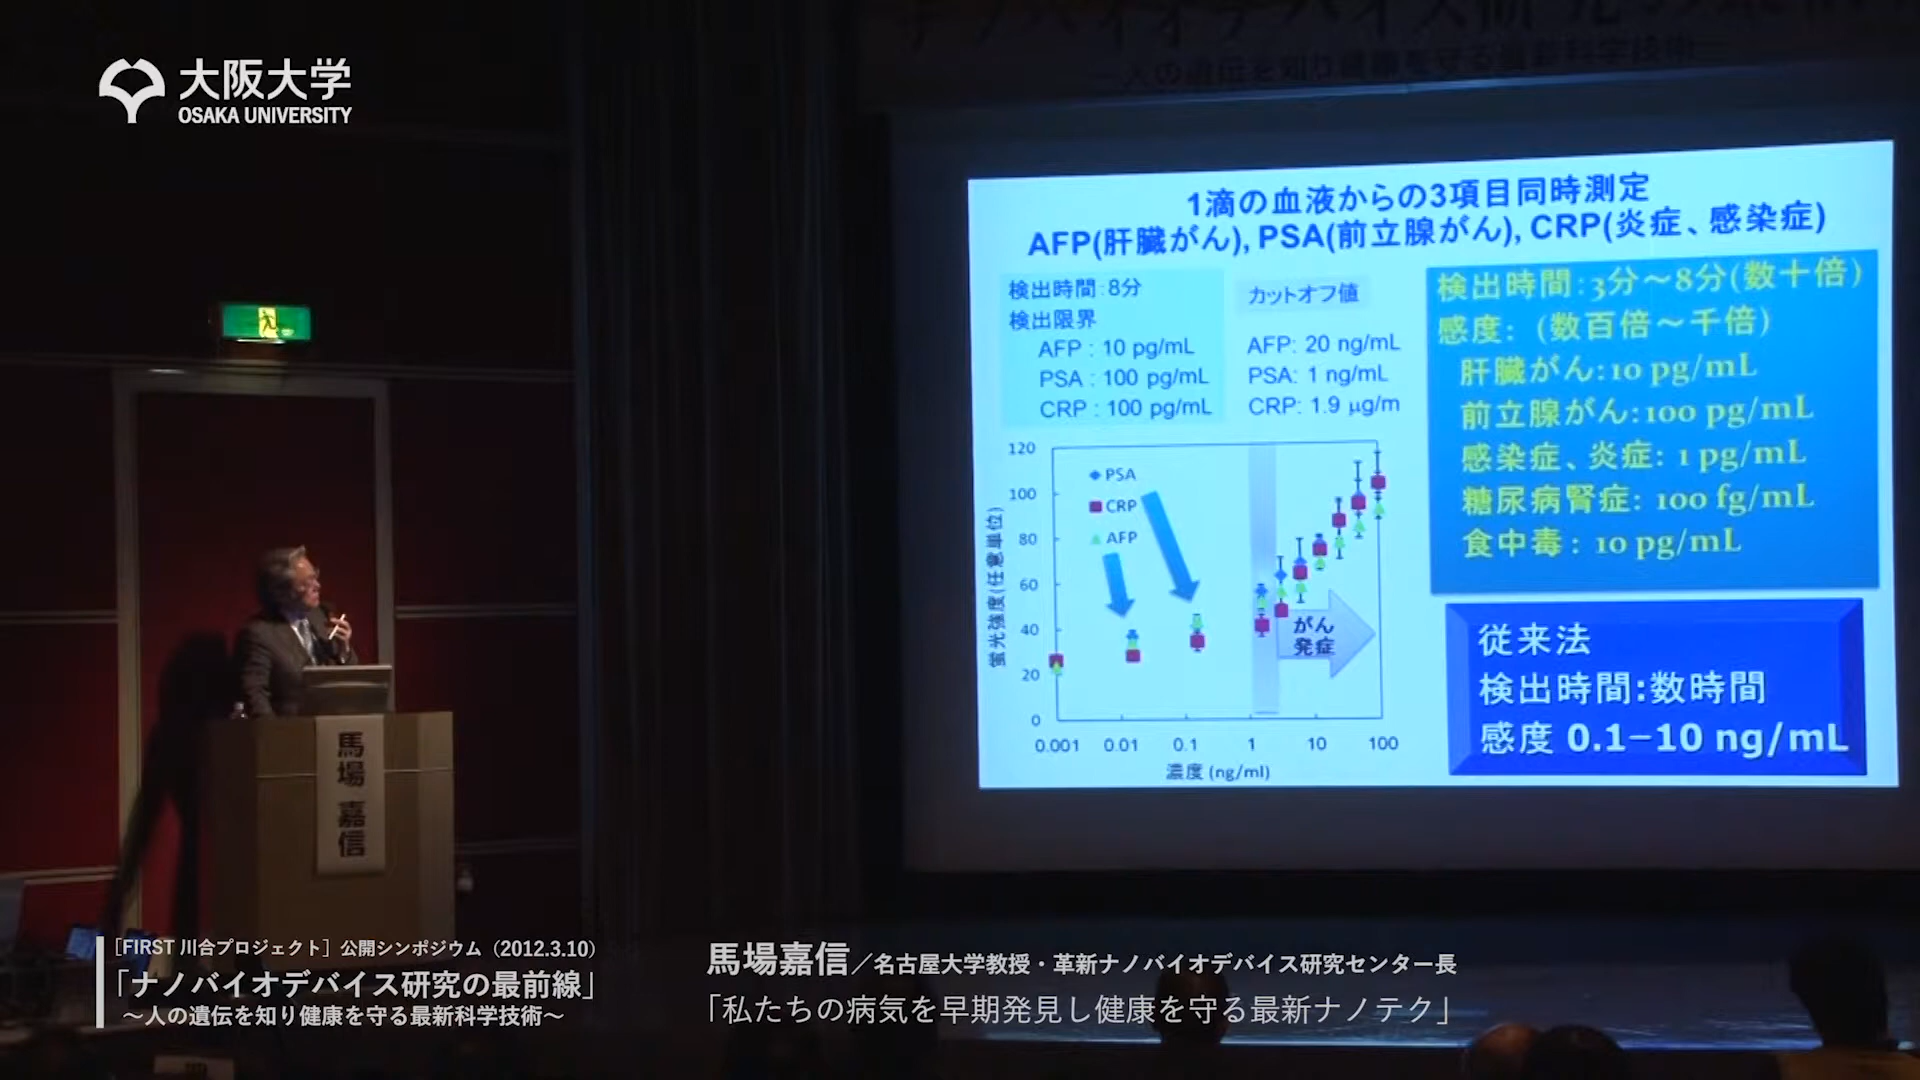 大阪大学
OSAKA UNIVERSITY
1滴の血液からの3項目同時測定
AFP(肝臓がん), PSA(前立腺がん), CRP(炎症、感染症)
検出時間:8分
検出限界
AFP : 10 pg/mL
PSA : 100 pg/mL
CRP : 100 pg/mL
カットオフ値
AFP: 20 ng/mL
PSA: 1 ng/mL
CRP: 1.9 μg/m
検出時間:3分～8分(数十倍)
感度: (数百倍～千倍)
肝臓がん:10 pg/mL
前立腺がん:100 pg/mL
感染症、炎症: 1 pg/mL
糖尿病腎症: 100 fg/mL
食中毒: 10 pg/mL
従来法
検出時間:数時間
感度 0.1−10 ng/mL
蛍光強度(任意単位)
120
100
80
60
40
20
0
PSA
CRP
AFP
がん
発症
0.001 0.01 0.1 1 10 100
濃度 (ng/ml)
馬場 嘉信
［FIRST 川合プロジェクト］公開シンポジウム（2012.3.10）
「ナノバイオデバイス研究の最前線」
～人の遺伝を知り健康を守る最新科学技術～
馬場嘉信／名古屋大学教授・革新ナノバイオデバイス研究センター長
「私たちの病気を早期発見し健康を守る最新ナノテク」